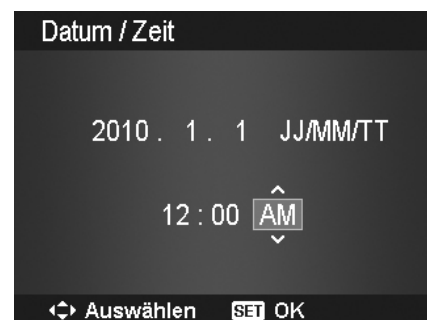 Datum / Zeit
2010 . 1 . 1 JJ/MM/TT
12 : 00 AM
Auswählen SET OK